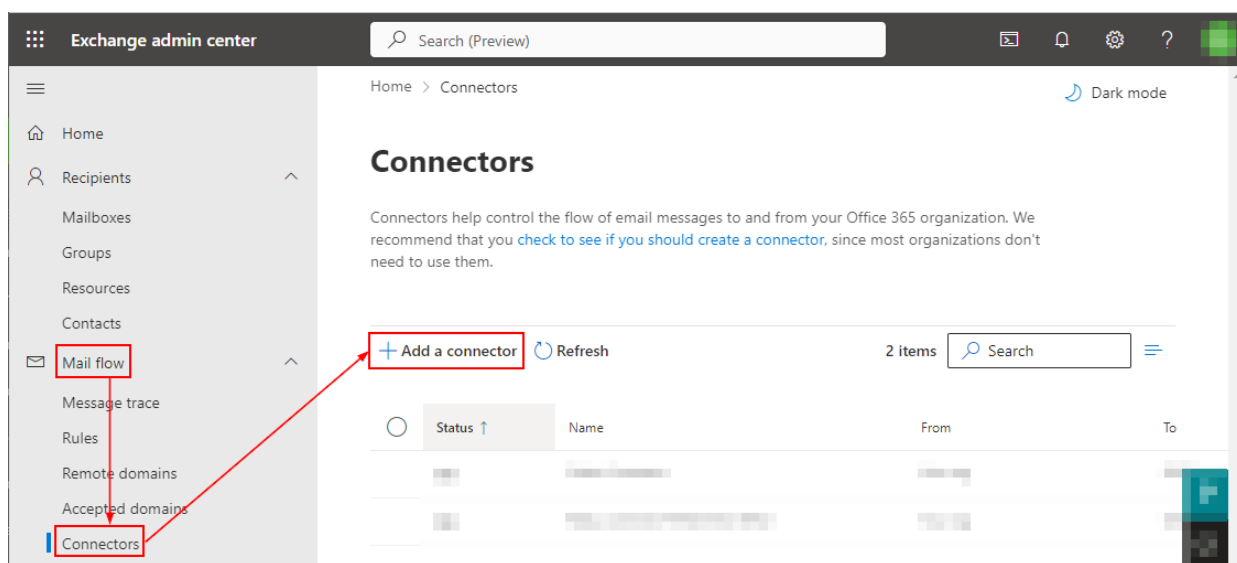 Exchange admin center
Search (Preview)
?
Home
Recipients
Mailboxes
Groups
Resources
Contacts
Mail flow
Message trace
Rules
Remote domains
Accepted domains
Connectors
Home > Connectors
Dark mode
Connectors
Connectors help control the flow of email messages to and from your Office 365 organization. We
recommend that you check to see if you should create a connector, since most organizations don't
need to use them.
+ Add a connector Refresh 2 items Search
Status ↑ Name From To